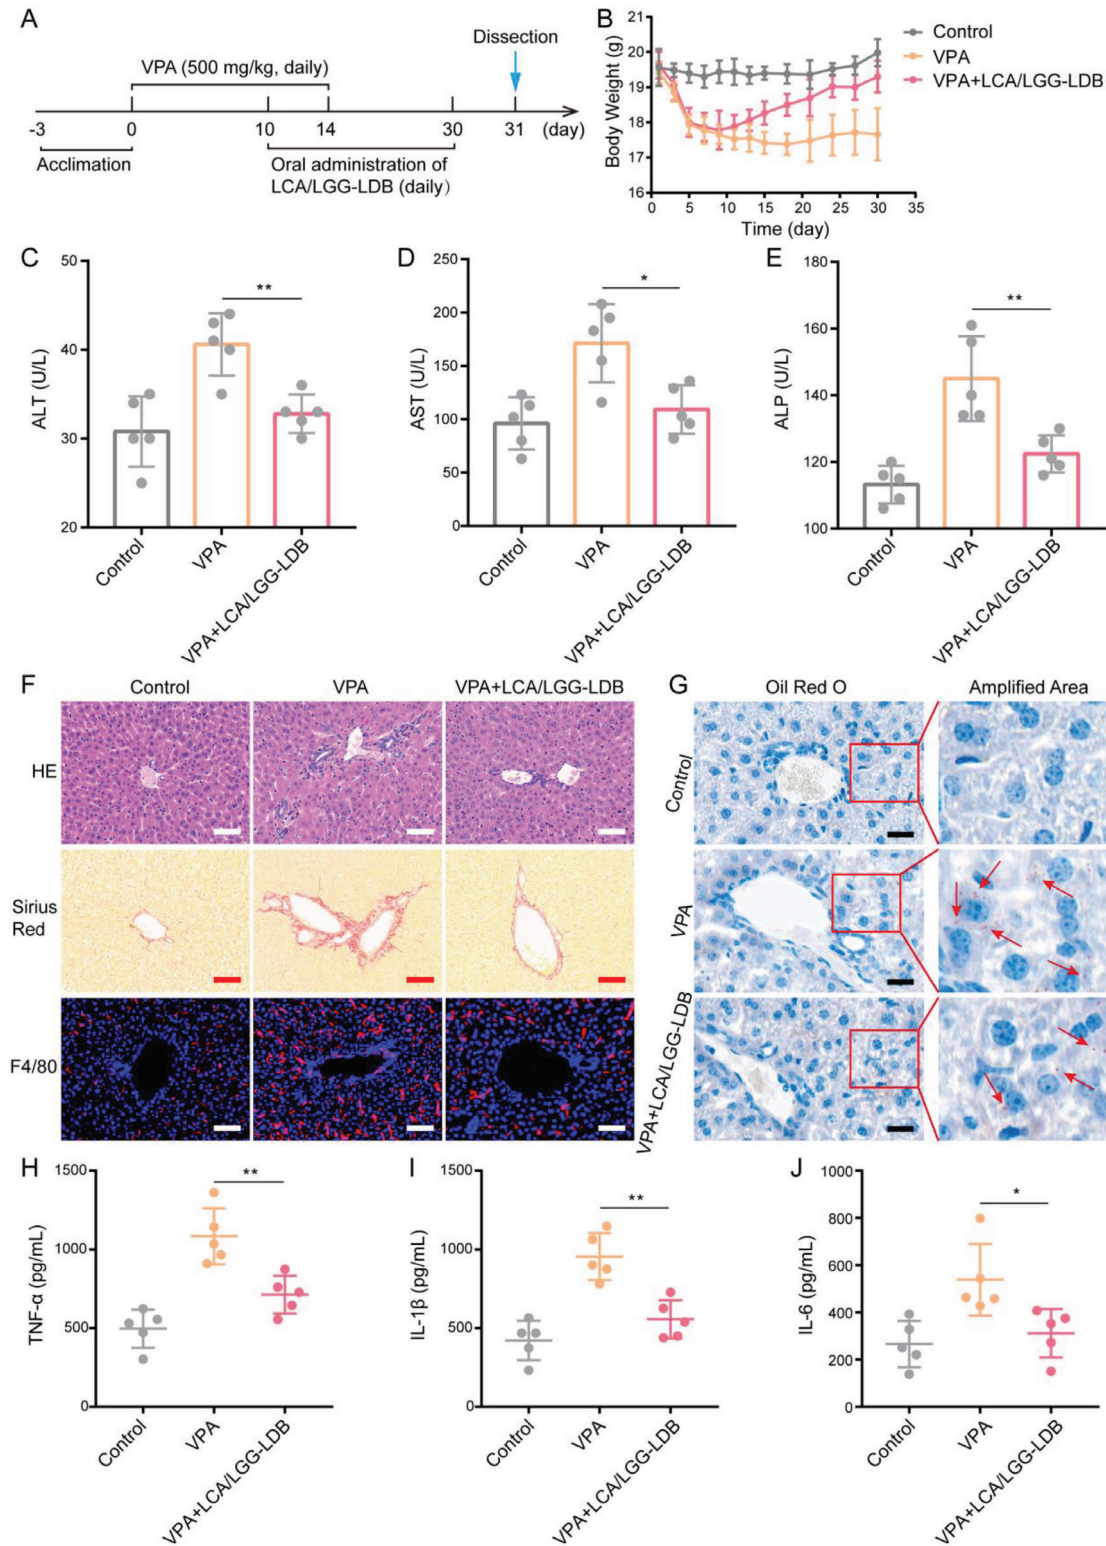 A
VPA (500 mg/kg, daily)
Dissection
-3
0
10
14
30
31
(day)
Acclimation
Oral administration of
LCA/LGG-LDB (daily)
B
Body Weight (g)
21
20
19
18
17
16
0
5
10
15
20
25
30
35
Time (day)
Control
VPA
VPA+LCA/LGG-LDB
C
ALT (U/L)
50
40
30
20
**
Control
VPA
VPA+LCA/LGG-LDB
D
AST (U/L)
250
200
150
100
50
0
*
Control
VPA
VPA+LCA/LGG-LDB
E
ALP (U/L)
180
160
140
120
100
**
Control
VPA
VPA+LCA/LGG-LDB
F
Control
VPA
VPA+LCA/LGG-LDB
HE
Sirius
Red
F4/80
G
Oil Red O
Amplified Area
Control
VPA
VPA+LCA/LGG-LDB
H
TNF-α (pg/mL)
1500
1000
500
0
**
Control
VPA
VPA+LCA/LGG-LDB
I
IL-1β (pg/mL)
1500
1000
500
0
**
Control
VPA
VPA+LCA/LGG-LDB
J
IL-6 (pg/mL)
1000
800
600
400
200
0
*
Control
VPA
VPA+LCA/LGG-LDB